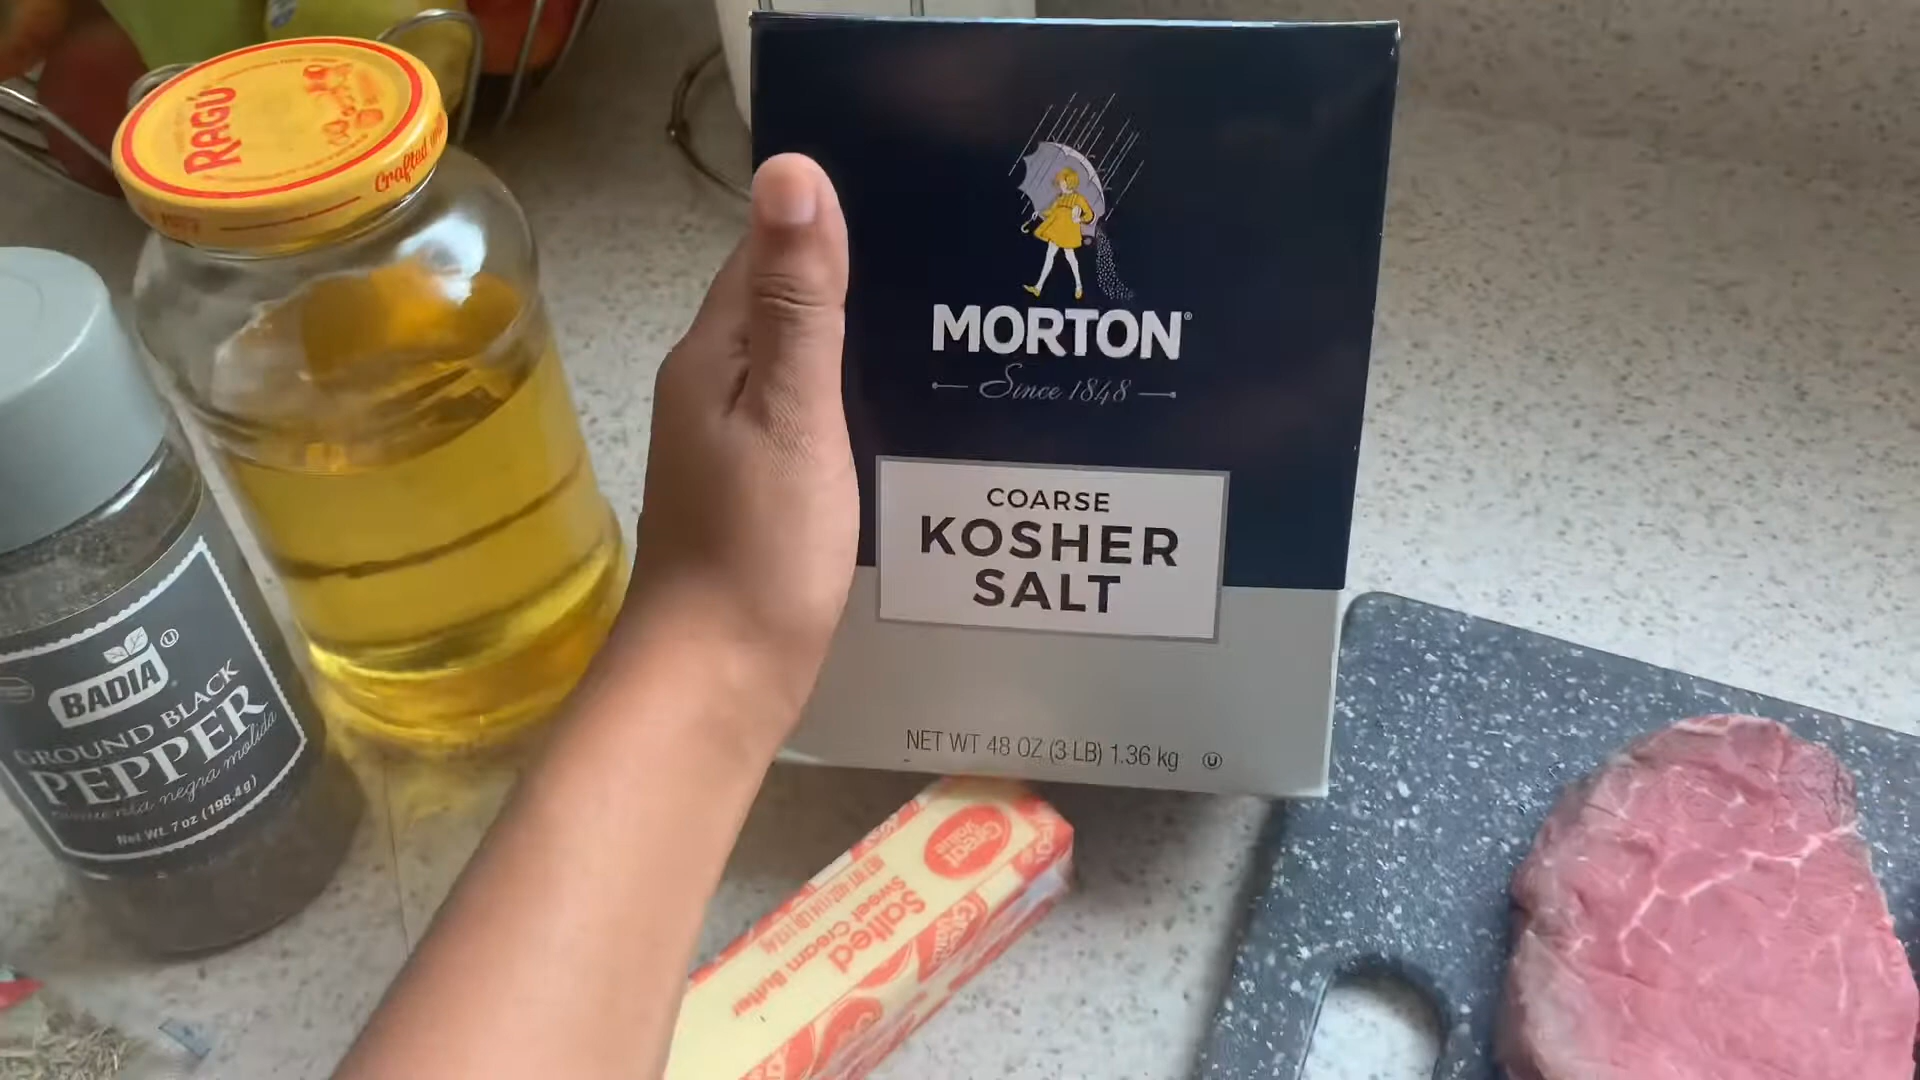 RAGÚ
Crafted
MORTON®
Since 1848
COARSE
KOSHER
SALT
NET WT 48 OZ (3 LB) 1.36 kg
U
BADIA
U
GROUND BLACK
PEPPER
pimienta negra molida
Net Wt. 7 oz (198.4g)
Great
Value
Salted
Sweet Cream Butter